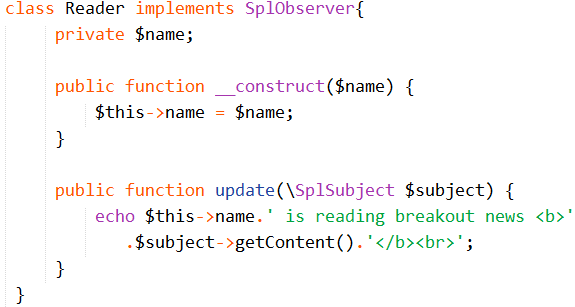 class Reader implements SplObserver{
    private $name;

    public function __construct($name) {
        $this->name = $name;
    }

    public function update(\SplSubject $subject) {
        echo $this->name.' is reading breakout news <b>'
           .$subject->getContent().'</b><br>';
    }
}